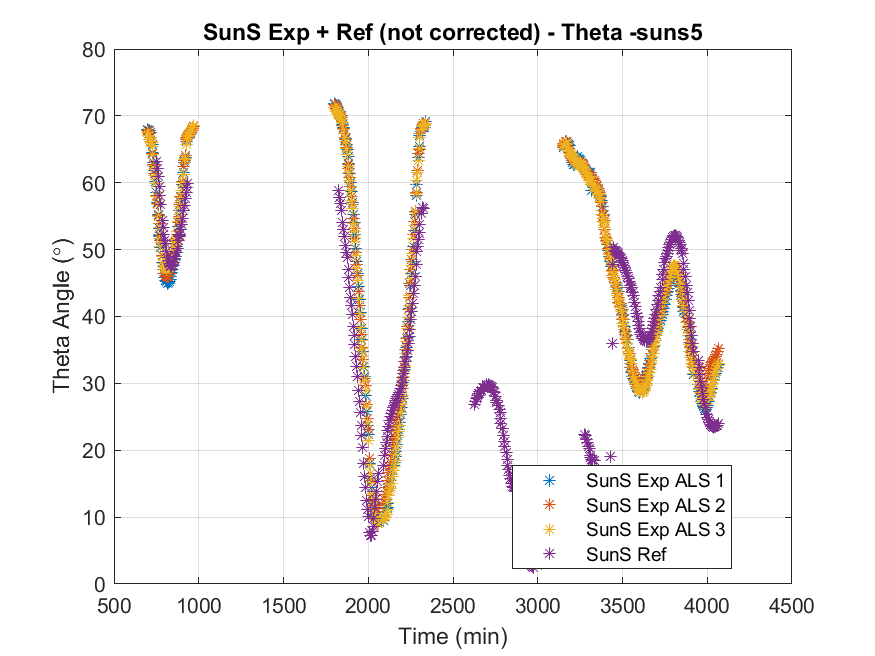 SunS Exp + Ref (not corrected) - Theta -suns5
Theta Angle (°)
80
70
60
50
40
30
20
10
0
500
1000
1500
2000
2500
3000
3500
4000
4500
Time (min)
SunS Exp ALS 1
SunS Exp ALS 2
SunS Exp ALS 3
SunS Ref